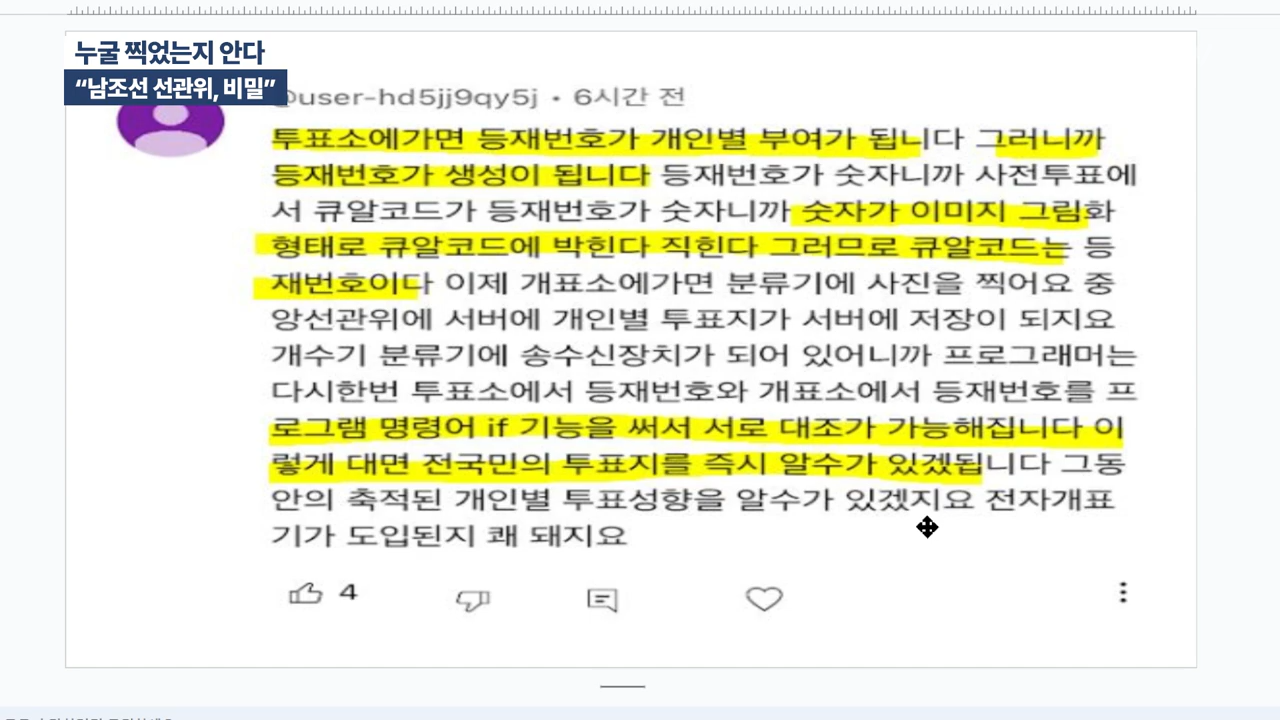 누굴 찍었는지 안다
“남조선 선관위, 비밀”
@user-hd5jj9qy5j • 6시간 전
투표소에가면 등재번호가 개인별 부여가 됩니다 그러니까
등재번호가 생성이 됩니다 등재번호가 숫자니까 사전투표에
서 큐알코드가 등재번호가 숫자니까 숫자가 이미지 그림화
형태로 큐알코드에 박힌다 직힌다 그러므로 큐알코드는 등
재번호이다 이제 개표소에가면 분류기에 사진을 찍어요 중
앙선관위에 서버에 개인별 투표지가 서버에 저장이 되지요
개수기 분류기에 송수신장치가 되어 있어니까 프로그래머는
다시한번 투표소에서 등재번호와 개표소에서 등재번호를 프
로그램 명령어 if 기능을 써서 서로 대조가 가능해집니다 이
렇게 대면 전국민의 투표지를 즉시 알수가 있겠됩니다 그동
안의 축적된 개인별 투표성향을 알수가 있겠지요 전자개표
기가 도입된지 쾌 돼지요
4